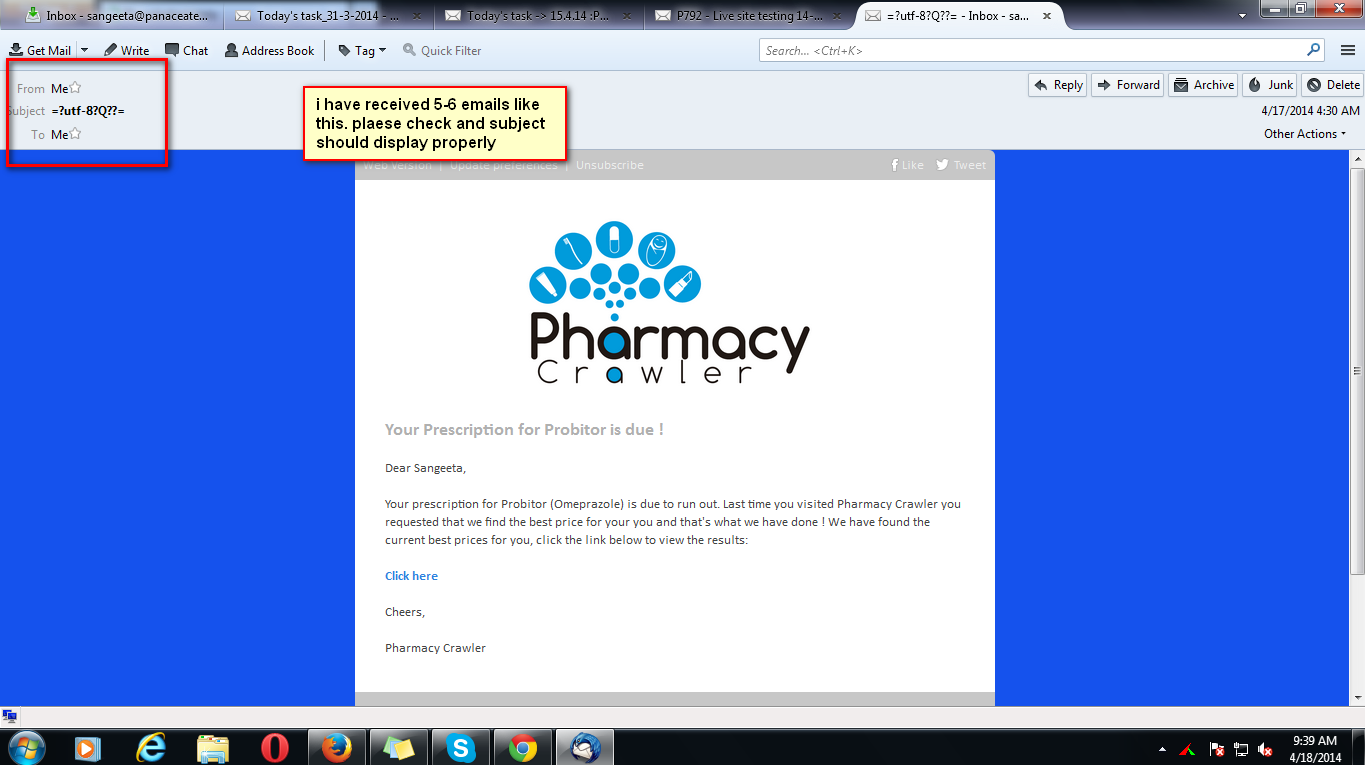 Inbox - sangeeta@panaceate...
Today's task_31-3-2014 - ...
Today's task -> 15.4.14 :P...
P792 - Live site testing 14-...
=?utf-8?Q??= - Inbox - sa...
Get Mail
Write
Chat
Address Book
Tag
Quick Filter
Search... <Ctrl+K>
From Me
Subject =?utf-8?Q??=
To Me
i have received 5-6 emails like
this. plaese check and subject
should display properly
Reply
Forward
Archive
Junk
Delete
4/17/2014 4:30 AM
Other Actions
Web version | Update preferences | Unsubscribe
Like
Tweet
Pharmacy
Crawler
Your Prescription for Probitor is due !
Dear Sangeeta,
Your prescription for Probitor (Omeprazole) is due to run out. Last time you visited Pharmacy Crawler you
requested that we find the best price for your you and that's what we have done ! We have found the
current best prices for you, click the link below to view the results:
Click here
Cheers,
Pharmacy Crawler
9:39 AM
4/18/2014